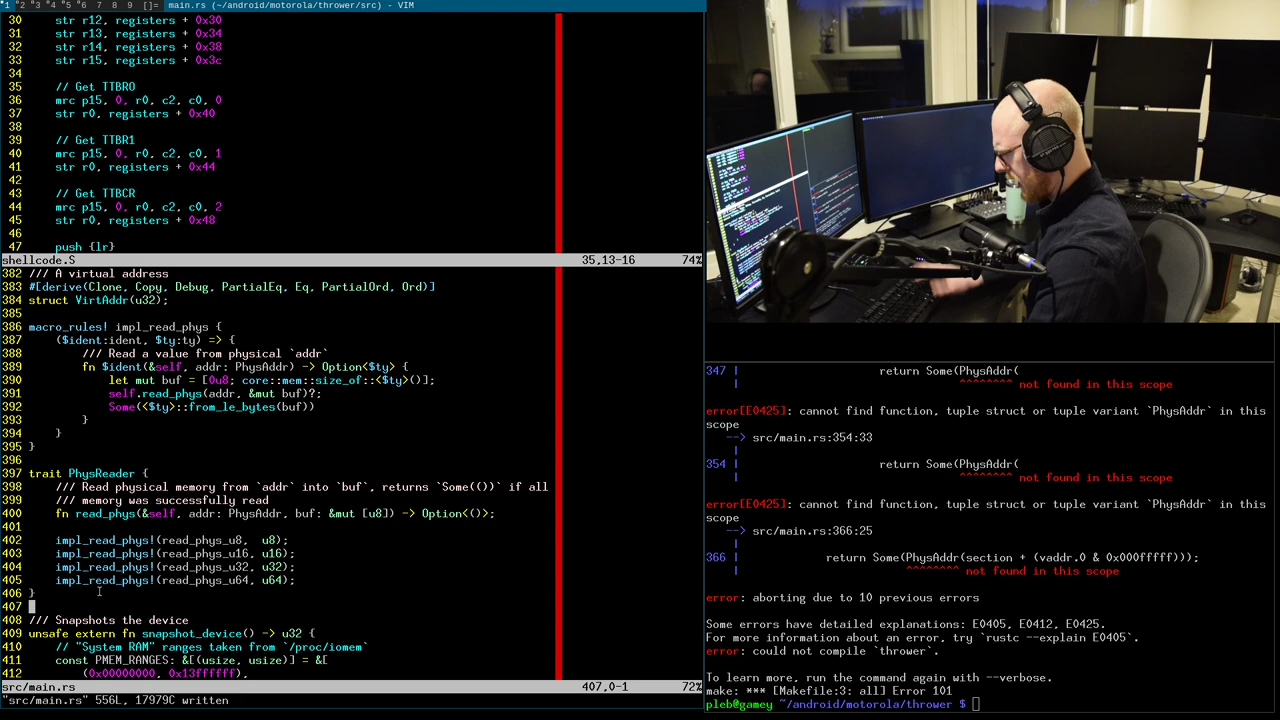 1 2 3 4 5 6 7 8 9 []= main.rs (~/android/motorola/thrower/src) - VIM
30 str r12, registers + 0x30
31 str r13, registers + 0x34
32 str r14, registers + 0x38
33 str r15, registers + 0x3c
34
35 // Get TTBR0
36 mrc p15, 0, r0, c2, c0, 0
37 str r0, registers + 0x40
38
39 // Get TTBR1
40 mrc p15, 0, r0, c2, c0, 1
41 str r0, registers + 0x44
42
43 // Get TTBCR
44 mrc p15, 0, r0, c2, c0, 2
45 str r0, registers + 0x48
46
47 push {lr}
shellcode.S 35,13-16 74%
382 /// A virtual address
383 #[derive(Clone, Copy, Debug, PartialEq, Eq, PartialOrd, Ord)]
384 struct VirtAddr(u32);
385
386 macro_rules! impl_read_phys {
387 ($ident:ident, $ty:ty) => {
388 /// Read a value from physical `addr`
389 fn $ident(&self, addr: PhysAddr) -> Option<$ty> {
390 let mut buf = [0u8; core::mem::size_of::<$ty>()];
391 self.read_phys(addr, &mut buf)?;
392 Some(<$ty>::from_le_bytes(buf))
393 }
394 }
395 }
396
397 trait PhysReader {
398 /// Read physical memory from `addr` into `buf`, returns `Some(())` if all
399 /// memory was successfully read
400 fn read_phys(&self, addr: PhysAddr, buf: &mut [u8]) -> Option<()>;
401
402 impl_read_phys!(read_phys_u8, u8);
403 impl_read_phys!(read_phys_u16, u16);
404 impl_read_phys!(read_phys_u32, u32);
405 impl_read_phys!(read_phys_u64, u64);
406 }
407
408 /// Snapshots the device
409 unsafe extern fn snapshot_device() -> u32 {
410 // "System RAM" ranges taken from `/proc/iomem`
411 const PMEM_RANGES: &[(usize, usize)] = &[
412 (0x00000000, 0x13ffffff),
src/main.rs 407,0-1 72%
"src/main.rs" 556L, 17979C written
347 | return Some(PhysAddr(
| ^^^^^^^^ not found in this scope
error[E0425]: cannot find function, tuple struct or tuple variant `PhysAddr` in this
scope
--> src/main.rs:354:33
|
354 | return Some(PhysAddr(
| ^^^^^^^^ not found in this scope
error[E0425]: cannot find function, tuple struct or tuple variant `PhysAddr` in this
scope
--> src/main.rs:366:25
|
366 | return Some(PhysAddr(section + (vaddr.0 & 0x000fffff)));
| ^^^^^^^^ not found in this scope
error: aborting due to 10 previous errors
Some errors have detailed explanations: E0405, E0412, E0425.
For more information about an error, try `rustc --explain E0405`.
error: could not compile `thrower`.
To learn more, run the command again with --verbose.
make: *** [Makefile:3: all] Error 101
pleb@gamey ~/android/motorola/thrower $